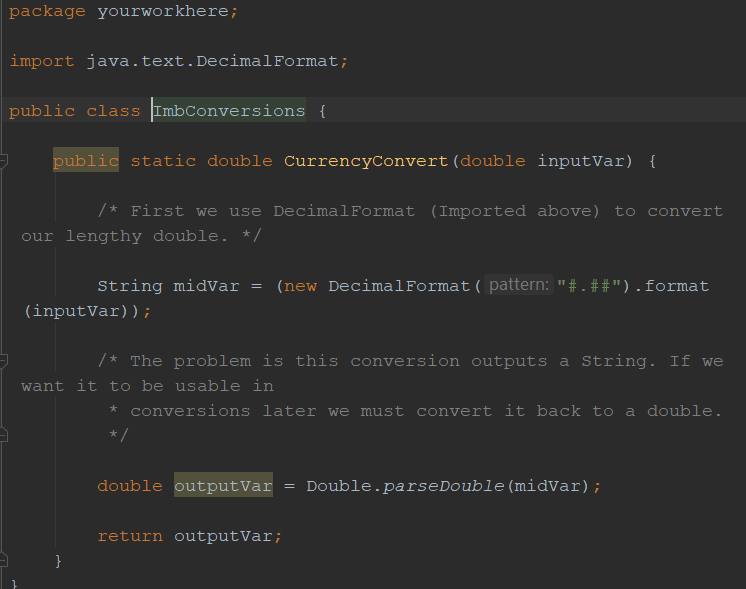 package yourworkhere;
import java.text.DecimalFormat;
public class ImbConversions {
public static double CurrencyConvert(double inputVar) {
/* First we use DecimalFormat (Imported above) to convert
our lengthy double. */
String midVar = (new DecimalFormat( pattern: "#.##").format
(inputVar));
/* The problem is this conversion outputs a String. If we
want it to be usable in
* conversions later we must convert it back to a double.
*/
double outputVar = Double.parseDouble(midVar);
return outputVar;
}
}